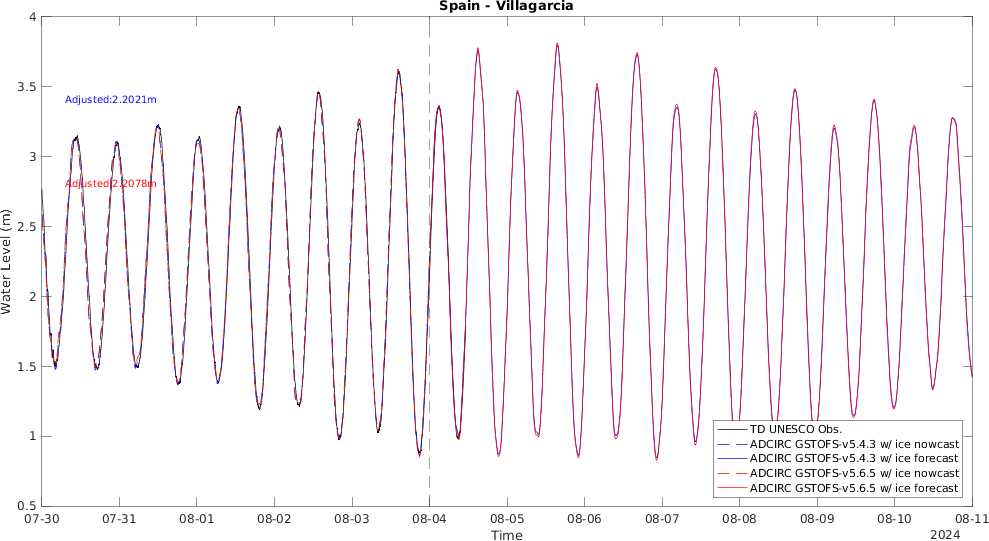 Spain - Villagarcia
4
3.5
3
2.5
2
1.5
1
0.5
Water Level (m)
Adjusted:2.2021m
Adjusted:2.2078m
TD UNESCO Obs.
ADCIRC GSTOFS-v5.4.3 w/ ice nowcast
ADCIRC GSTOFS-v5.4.3 w/ ice forecast
ADCIRC GSTOFS-v5.6.5 w/ ice nowcast
ADCIRC GSTOFS-v5.6.5 w/ ice forecast
07-30 07-31 08-01 08-02 08-03 08-04 08-05 08-06 08-07 08-08 08-09 08-10 08-11
Time
2024